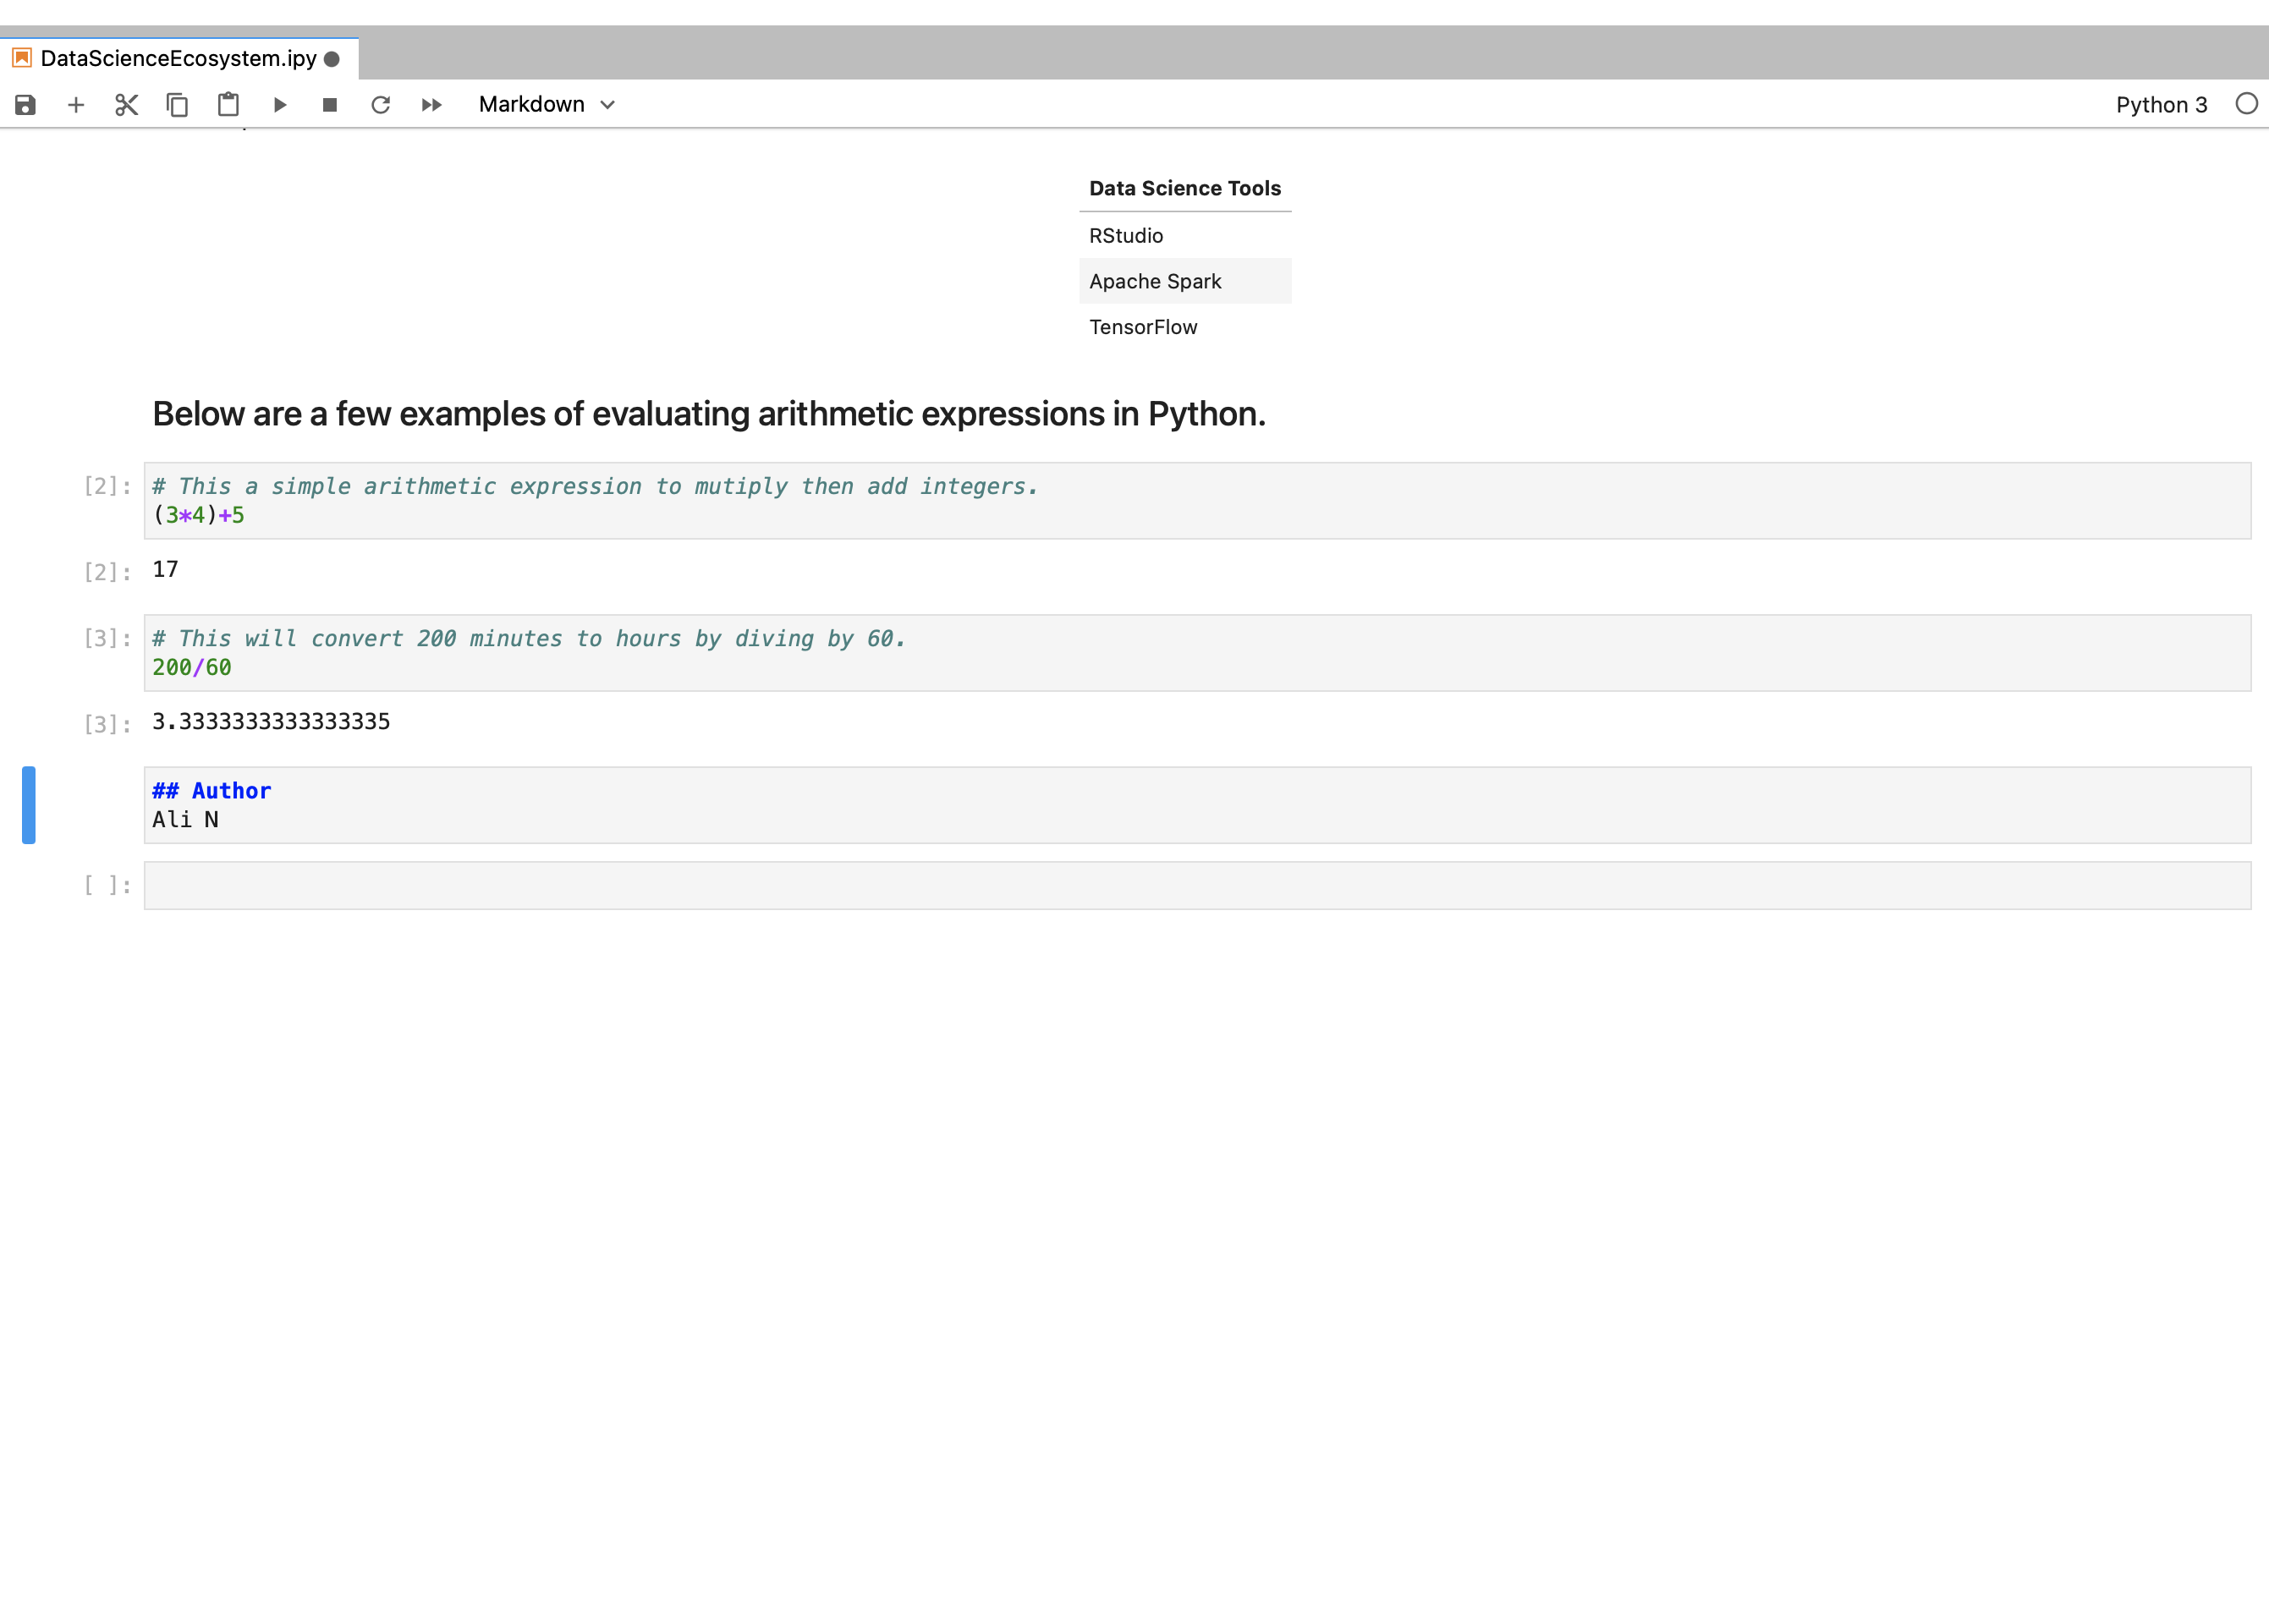 DataScienceEcosystem.ipy
Markdown
Python 3
Data Science Tools
RStudio
Apache Spark
TensorFlow
Below are a few examples of evaluating arithmetic expressions in Python.
[2]: # This a simple arithmetic expression to mutiply then add integers.
(3*4)+5
[2]: 17
[3]: # This will convert 200 minutes to hours by diving by 60.
200/60
[3]: 3.3333333333333335
## Author
Ali N
[ ]: